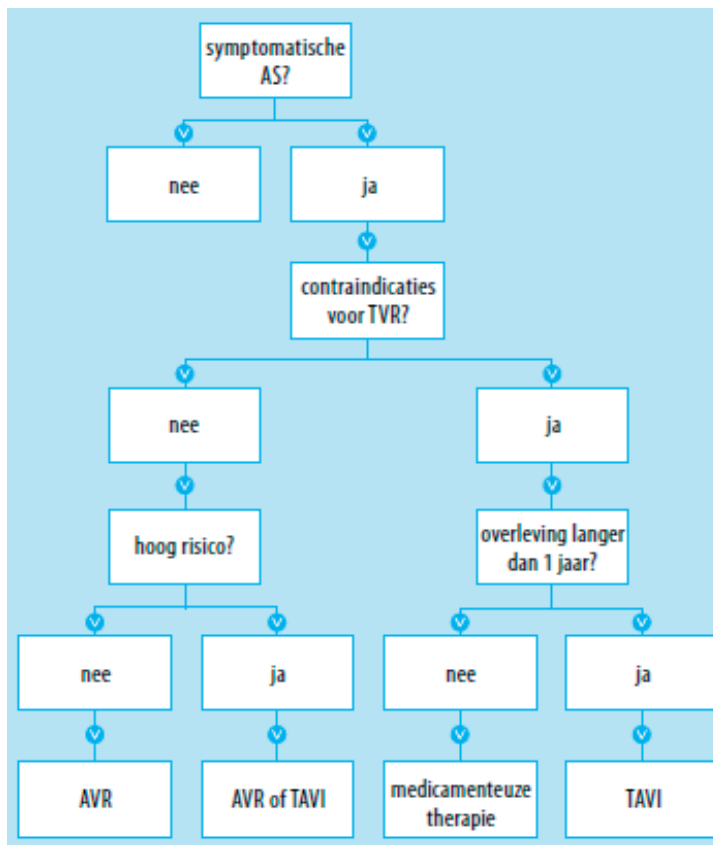 symptomatische
AS?
nee
ja
contraindicaties
voor TVR?
nee
ja
hoog risico?
overleving langer
dan 1 jaar?
nee
ja
nee
ja
AVR
AVR of TAVI
medicamenteuze
therapie
TAVI